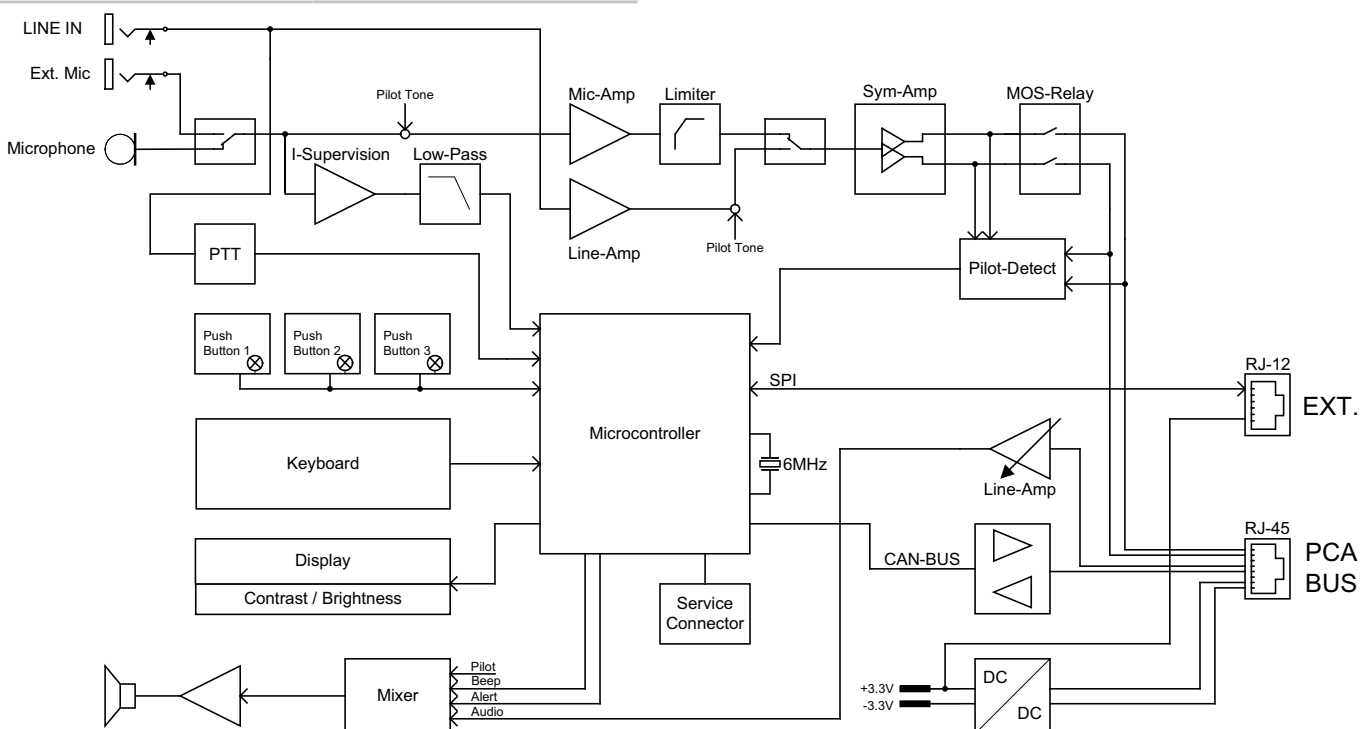 LINE IN
Ext. Mic
Microphone
Pilot Tone
I-Supervision
Low-Pass
Mic-Amp
Limiter
Line-Amp
Pilot Tone
Sym-Amp
MOS-Relay
Pilot-Detect
PTT
Push
Button 1
Push
Button 2
Push
Button 3
Keyboard
Microcontroller
SPI
RJ-12
EXT.
6MHz
Line-Amp
Display
Contrast / Brightness
CAN-BUS
RJ-45
PCA
BUS
Service
Connector
Mixer
Pilot
Beep
Alert
Audio
+3.3V
-3.3V
DC
DC